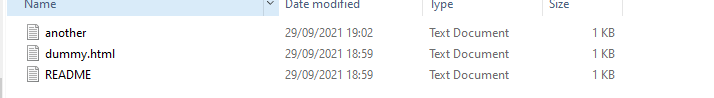 Name Date modified Type Size
another 29/09/2021 19:02 Text Document 1 KB
dummy.html 29/09/2021 18:59 Text Document 1 KB
README 29/09/2021 18:59 Text Document 1 KB